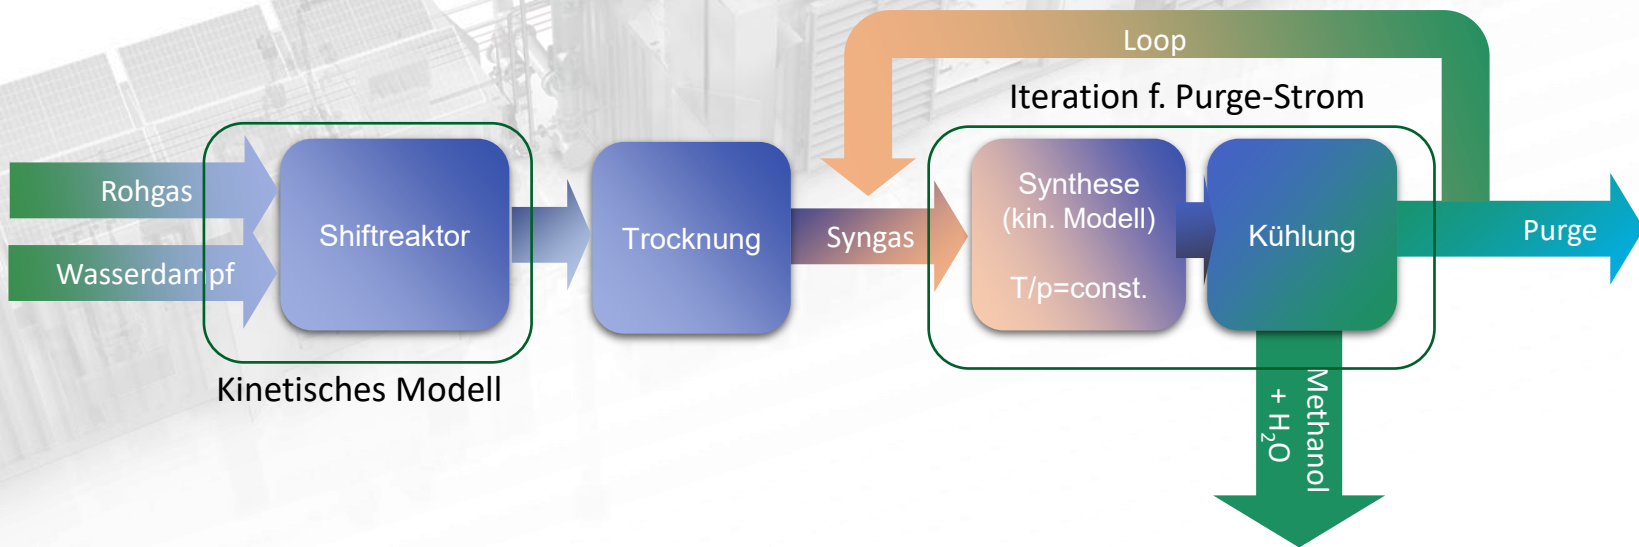 Loop
Iteration f. Purge-Strom
Rohgas
Wasserdampf
Shiftreaktor
Trocknung
Syngas
Synthese
(kin. Modell)
T/p=const.
Kühlung
Purge
Kinetisches Modell
Methanol
+ H₂O